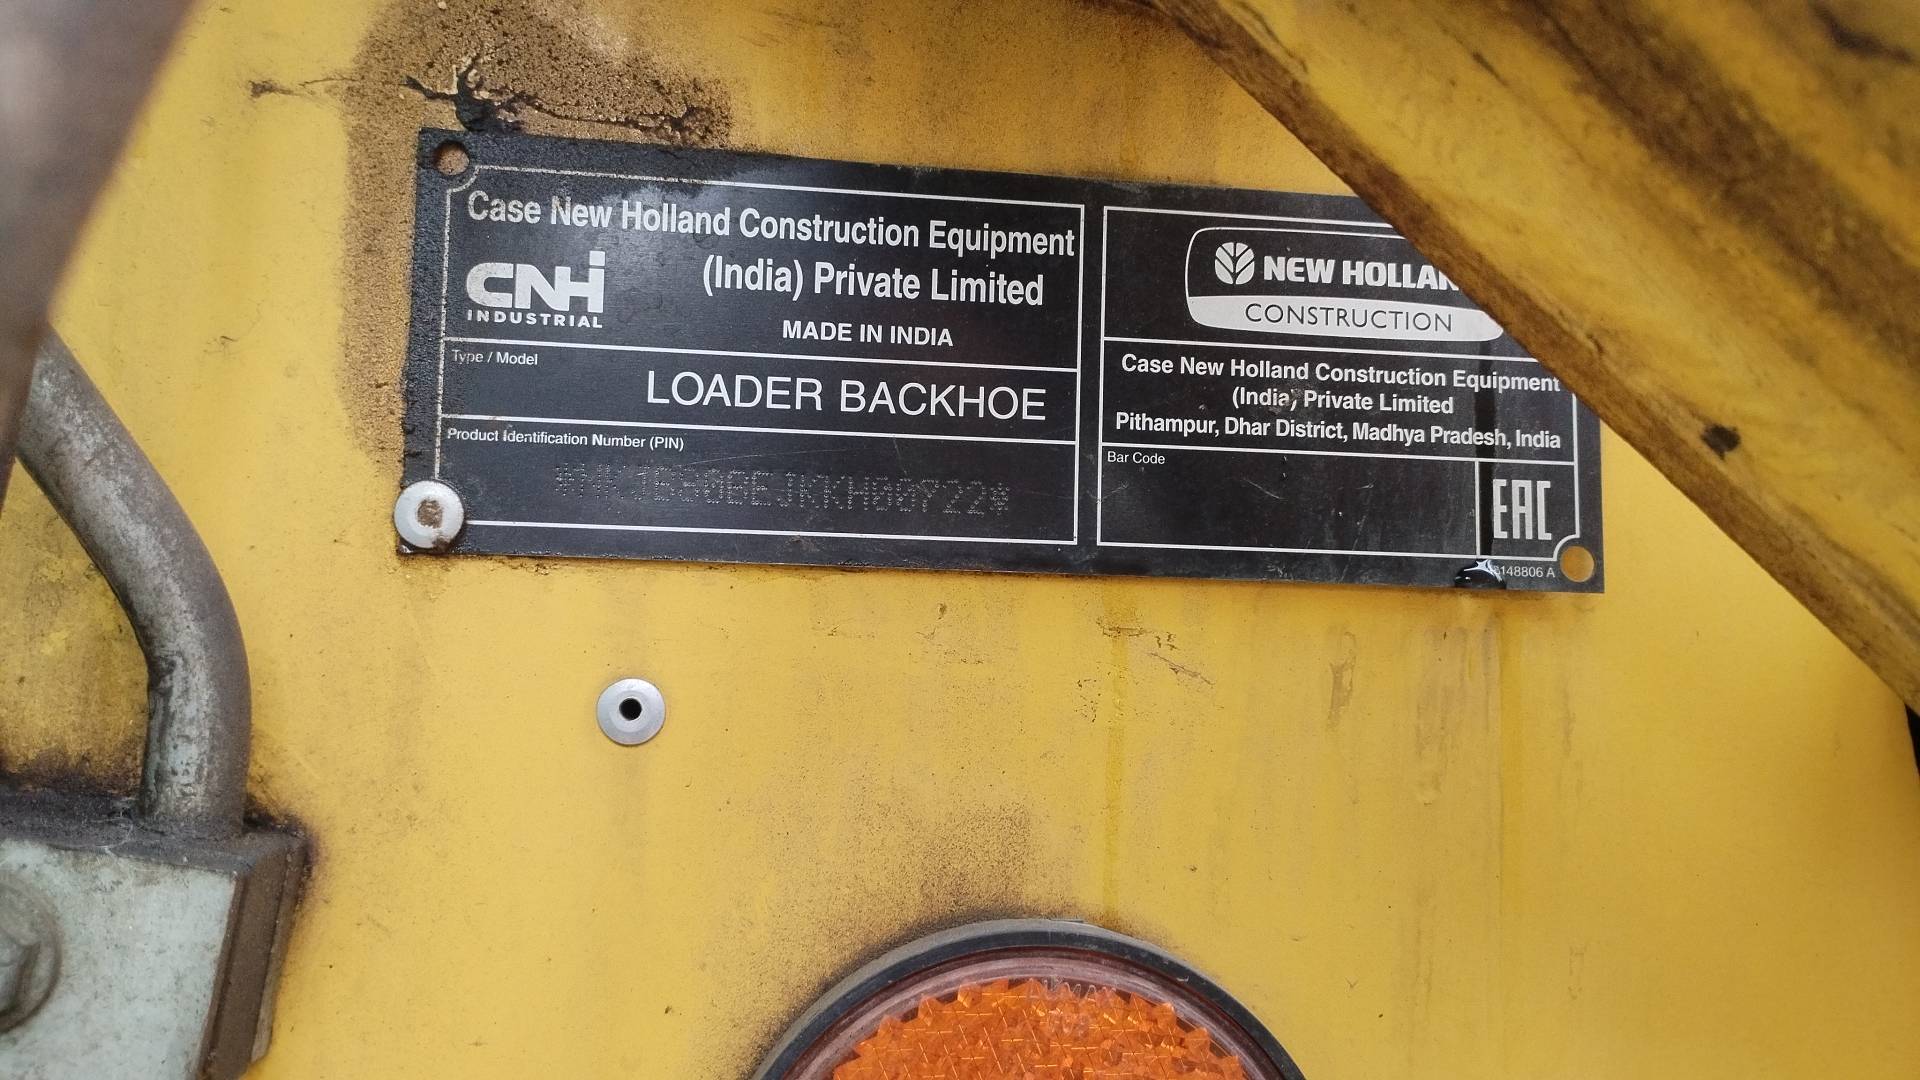 Case New Holland Construction Equipment
(India) Private Limited
CNHi
INDUSTRIAL
MADE IN INDIA
Type / Model
LOADER BACKHOE
Product Identification Number (PIN)
NEW HOLLAN
CONSTRUCTION
Case New Holland Construction Equipment
(India) Private Limited
Pithampur, Dhar District, Madhya Pradesh, India
Bar Code
EAC
148806 A